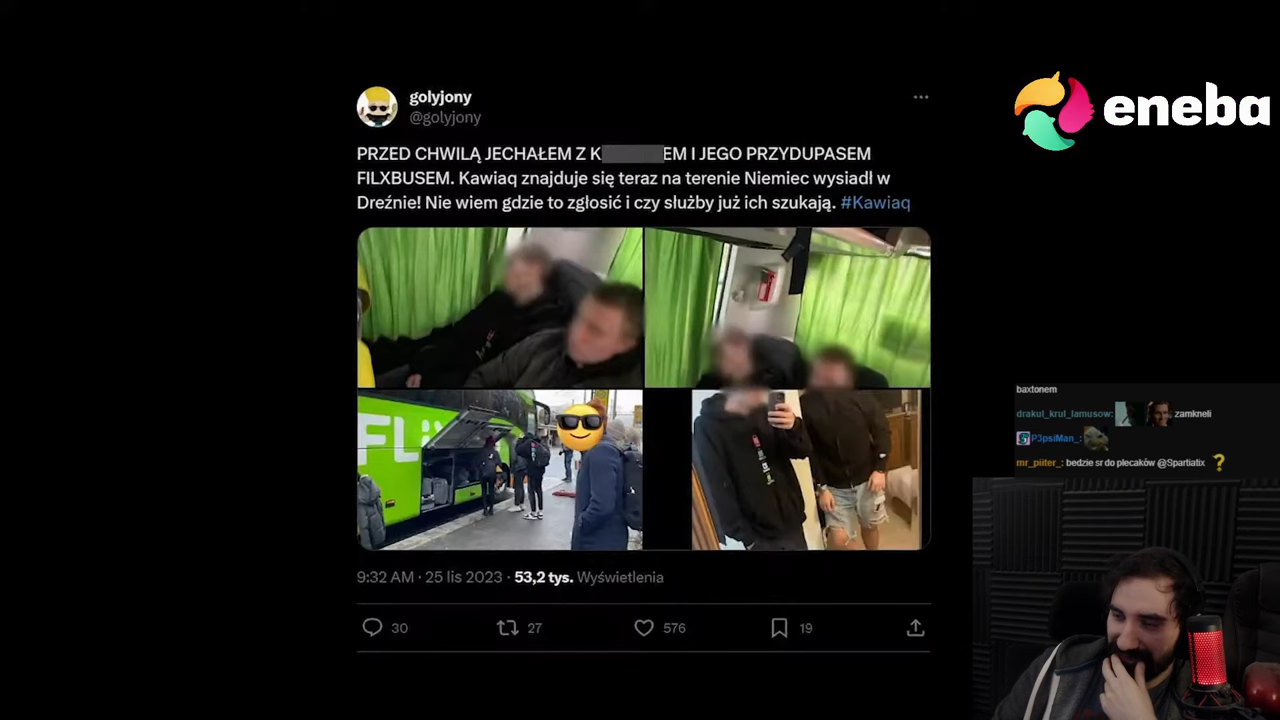 eneba
golyjony
@golyjony
PRZED CHWILĄ JECHAŁEM Z K EM I JEGO PRZYDUPASEM
FILXBUSEM. Kawiaq znajduje się teraz na terenie Niemiec wysiadł w
Dreźnie! Nie wiem gdzie to zgłosić i czy służby już ich szukają. #Kawiaq
FLi
9:32 AM · 25 lis 2023 · 53,2 tys. Wyświetlenia
30 27 576 19
baxtonem
drakul_krul_lamusow: zamkneli
P3psiMan_:
mr_piiter_: bedzie sr do plecaków @Spartiatix